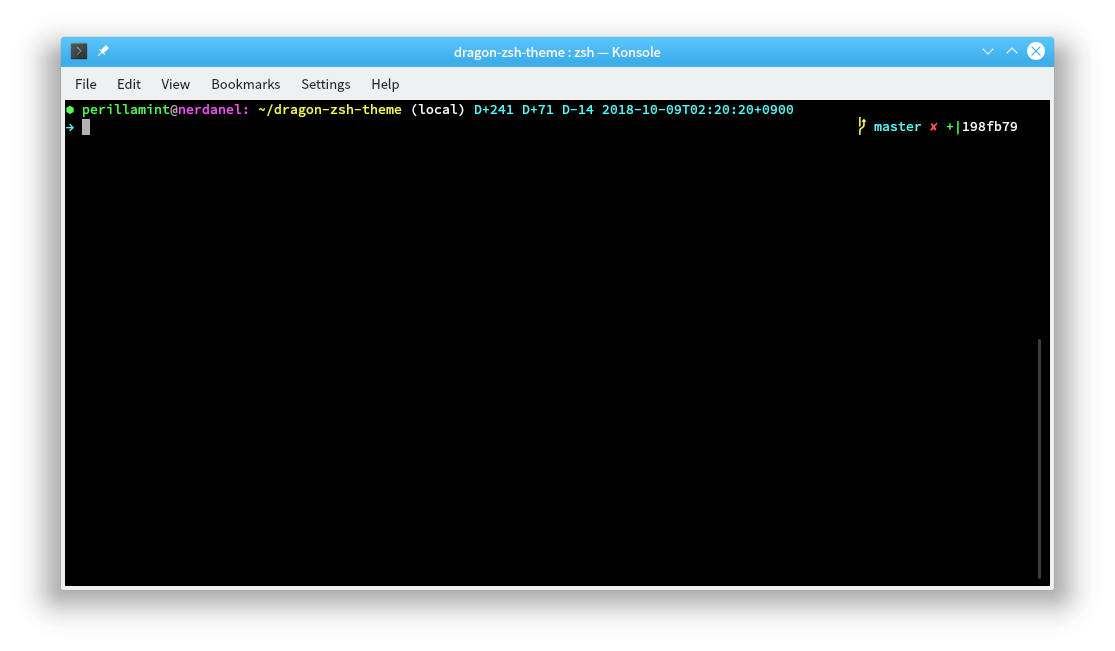 dragon-zsh-theme : zsh — Konsole
File Edit View Bookmarks Settings Help
perillamint@nerdanel: ~/dragon-zsh-theme (local) D+241 D+71 D-14 2018-10-09T02:20:20+0900
→ master ✘ +|198fb79